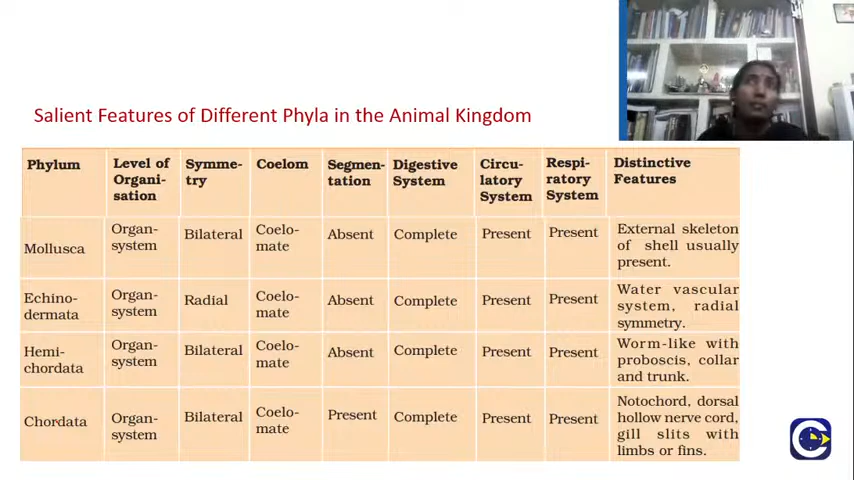 Salient Features of Different Phyla in the Animal Kingdom
Phylum
Level of
Organi-
sation
Symme-
try
Coelom
Segmen-
tation
Digestive
System
Circu-
latory
System
Respi-
ratory
System
Distinctive
Features
Mollusca
Organ-
system
Bilateral
Coelo-
mate
Absent
Complete
Present
Present
External skeleton
of shell usually
present.
Echino-
dermata
Organ-
system
Radial
Coelo-
mate
Absent
Complete
Present
Present
Water vascular
system, radial
symmetry.
Hemi-
chordata
Organ-
system
Bilateral
Coelo-
mate
Absent
Complete
Present
Present
Worm-like with
proboscis, collar
and trunk.
Chordata
Organ-
system
Bilateral
Coelo-
mate
Present
Complete
Present
Present
Notochord, dorsal
hollow nerve cord,
gill slits with
limbs or fins.